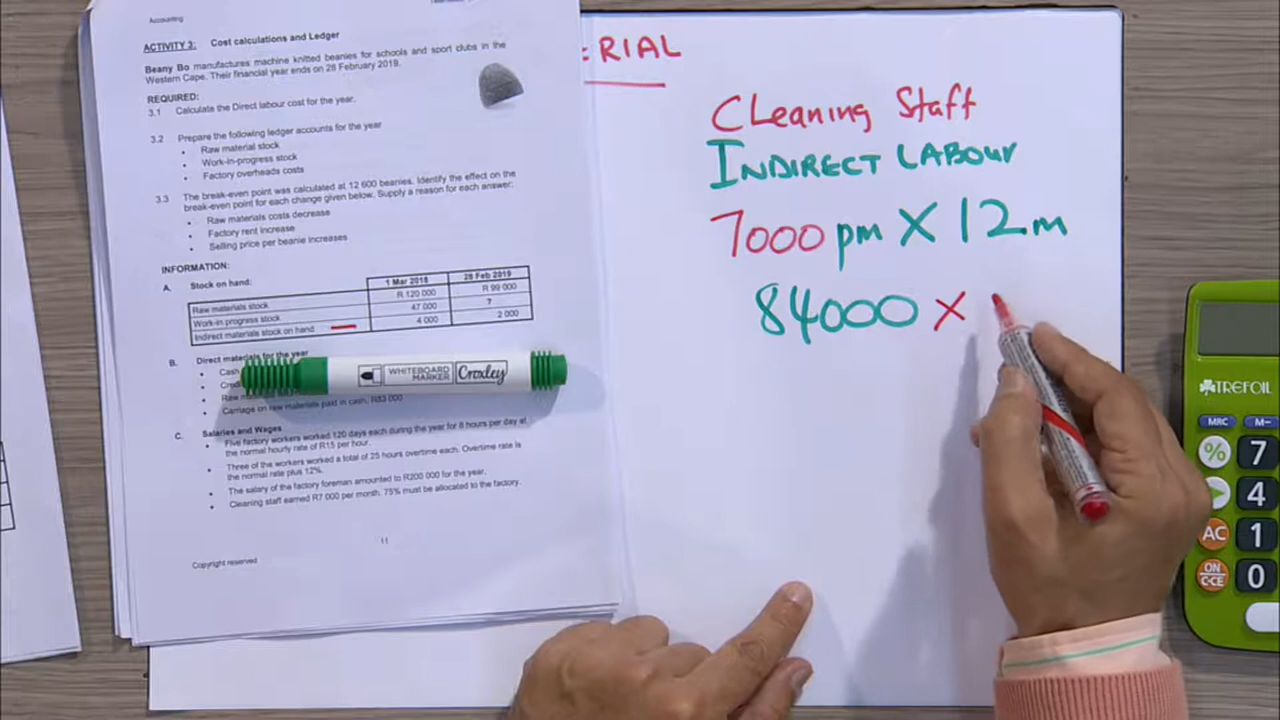 Accounting
ACTIVITY 3: Cost calculations and Ledger
Beany Bo manufactures machine knitted beanies for schools and sport clubs in the
Western Cape. Their financial year ends on 28 February 2019.
REQUIRED:
3.1 Calculate the Direct labour cost for the year.
3.2 Prepare the following ledger accounts for the year
• Raw material stock
• Work-in-progress stock
• Factory overheads costs
3.3 The break-even point was calculated at 12 600 beanies. Identify the effect on the
break-even point for each change given below. Supply a reason for each answer:
• Raw materials costs decrease
• Factory rent increase
• Selling price per beanie increases
INFORMATION:
A. Stock on hand:
1 Mar 2018 28 Feb 2019
Raw materials stock R 120 000 R 99 000
Work-in progress stock 47 000 ?
Indirect materials stock on hand 4 000 2 000
B. Direct materials for the year
• Cash
• Raw
• Carriage on raw materials paid in cash, R83 000
C. Salaries and Wages
• Five factory workers worked 120 days each during the year for 8 hours per day at
the normal hourly rate of R15 per hour.
• Three of the workers worked a total of 25 hours overtime each. Overtime rate is
the normal rate plus 12%.
• The salary of the factory foreman amounted to R200 000 for the year.
• Cleaning staff earned R7 000 per month. 75% must be allocated to the factory.
11
Copyright reserved
WHITEBOARD MARKER Croxley
ERIAL
Cleaning Staff
INDIRECT LABOUR
7000 pm X 12 m
84000 X
TREFOIL
MRC M-
% 7
4
AC 1
ON/C·CE 0